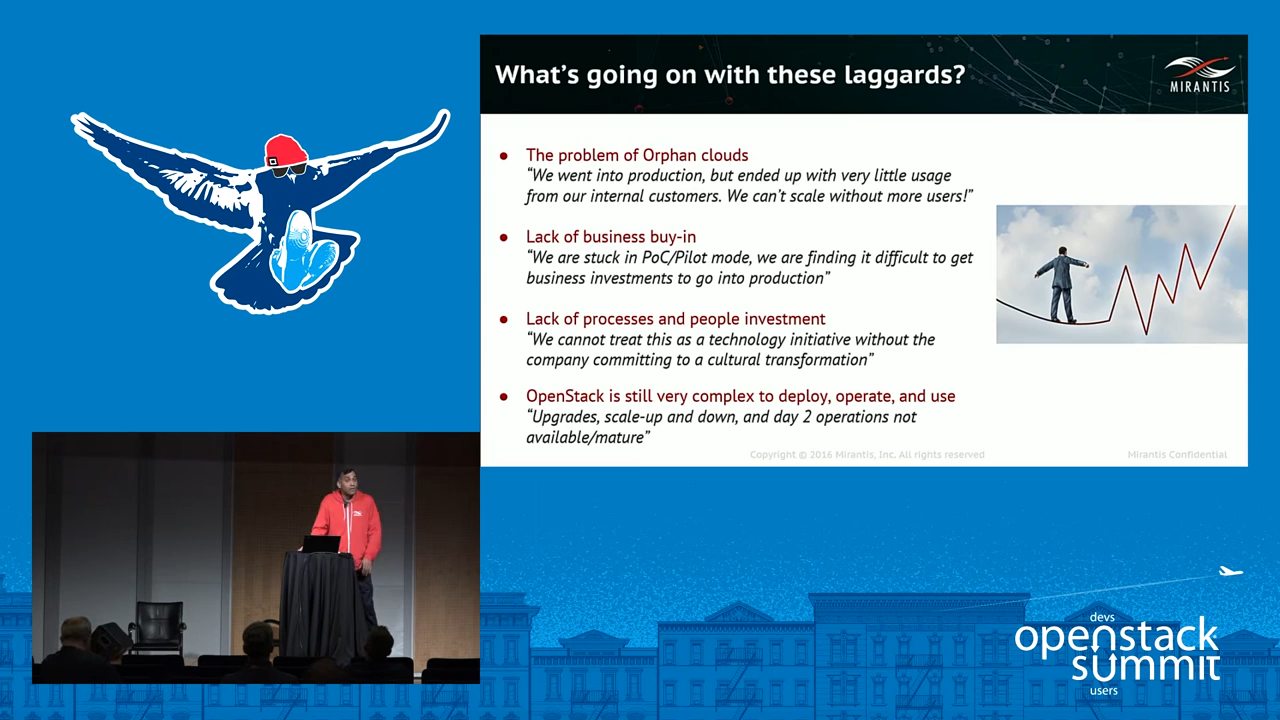 What's going on with these laggards?
MIRANTIS
● The problem of Orphan clouds
“We went into production, but ended up with very little usage
from our internal customers. We can't scale without more users!”
● Lack of business buy-in
“We are stuck in PoC/Pilot mode, we are finding it difficult to get
business investments to go into production”
● Lack of processes and people investment
“We cannot treat this as a technology initiative without the
company committing to a cultural transformation”
● OpenStack is still very complex to deploy, operate, and use
“Upgrades, scale-up and down, and day 2 operations not
available/mature”
Copyright © 2016 Mirantis, Inc. All rights reserved
Mirantis Confidential
devs
openstack
summit
users